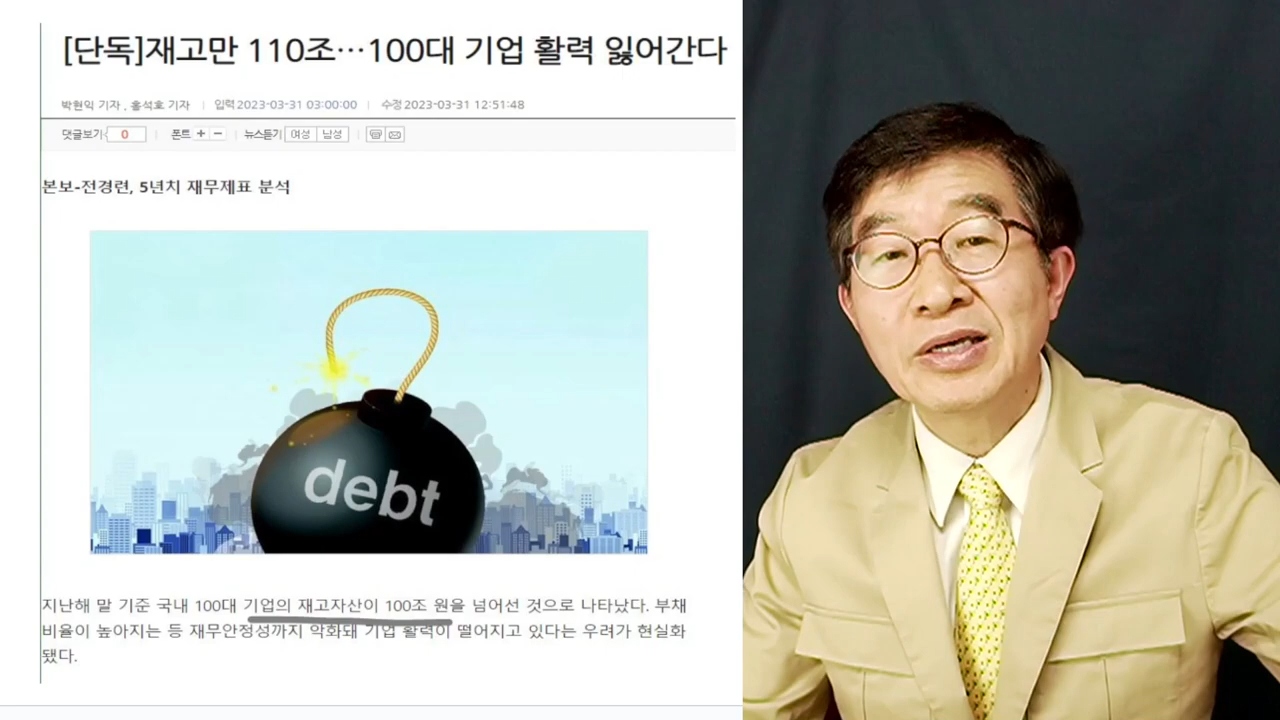 [단독]재고만 110조…100대 기업 활력 잃어간다
박현익 기자, 홍석호 기자 | 입력 2023-03-31 03:00:00 | 수정 2023-03-31 12:51:48
댓글보기 0 | 폰트 + − | 뉴스듣기 여성 남성
본보-전경련, 5년치 재무제표 분석
debt
지난해 말 기준 국내 100대 기업의 재고자산이 100조 원을 넘어선 것으로 나타났다. 부채
비율이 높아지는 등 재무안정성까지 악화돼 기업 활력이 떨어지고 있다는 우려가 현실화
됐다.